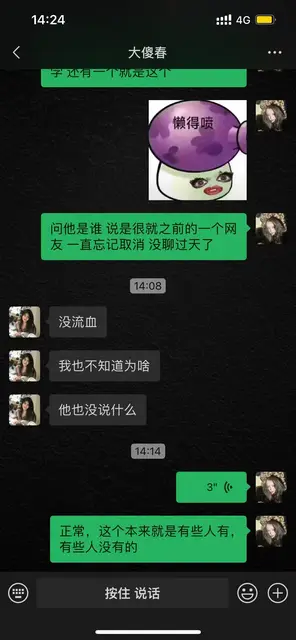 14:24
4G
大傻春
学 还有一个就是这个
懒得喷
问他是谁 说是很就之前的一个网
友 一直忘记取消 没聊过天了
14:08
没流血
我也不知道为啥
他也没说什么
14:14
3"
正常，这个本来就是有些人有，
有些人没有的
按住 说话